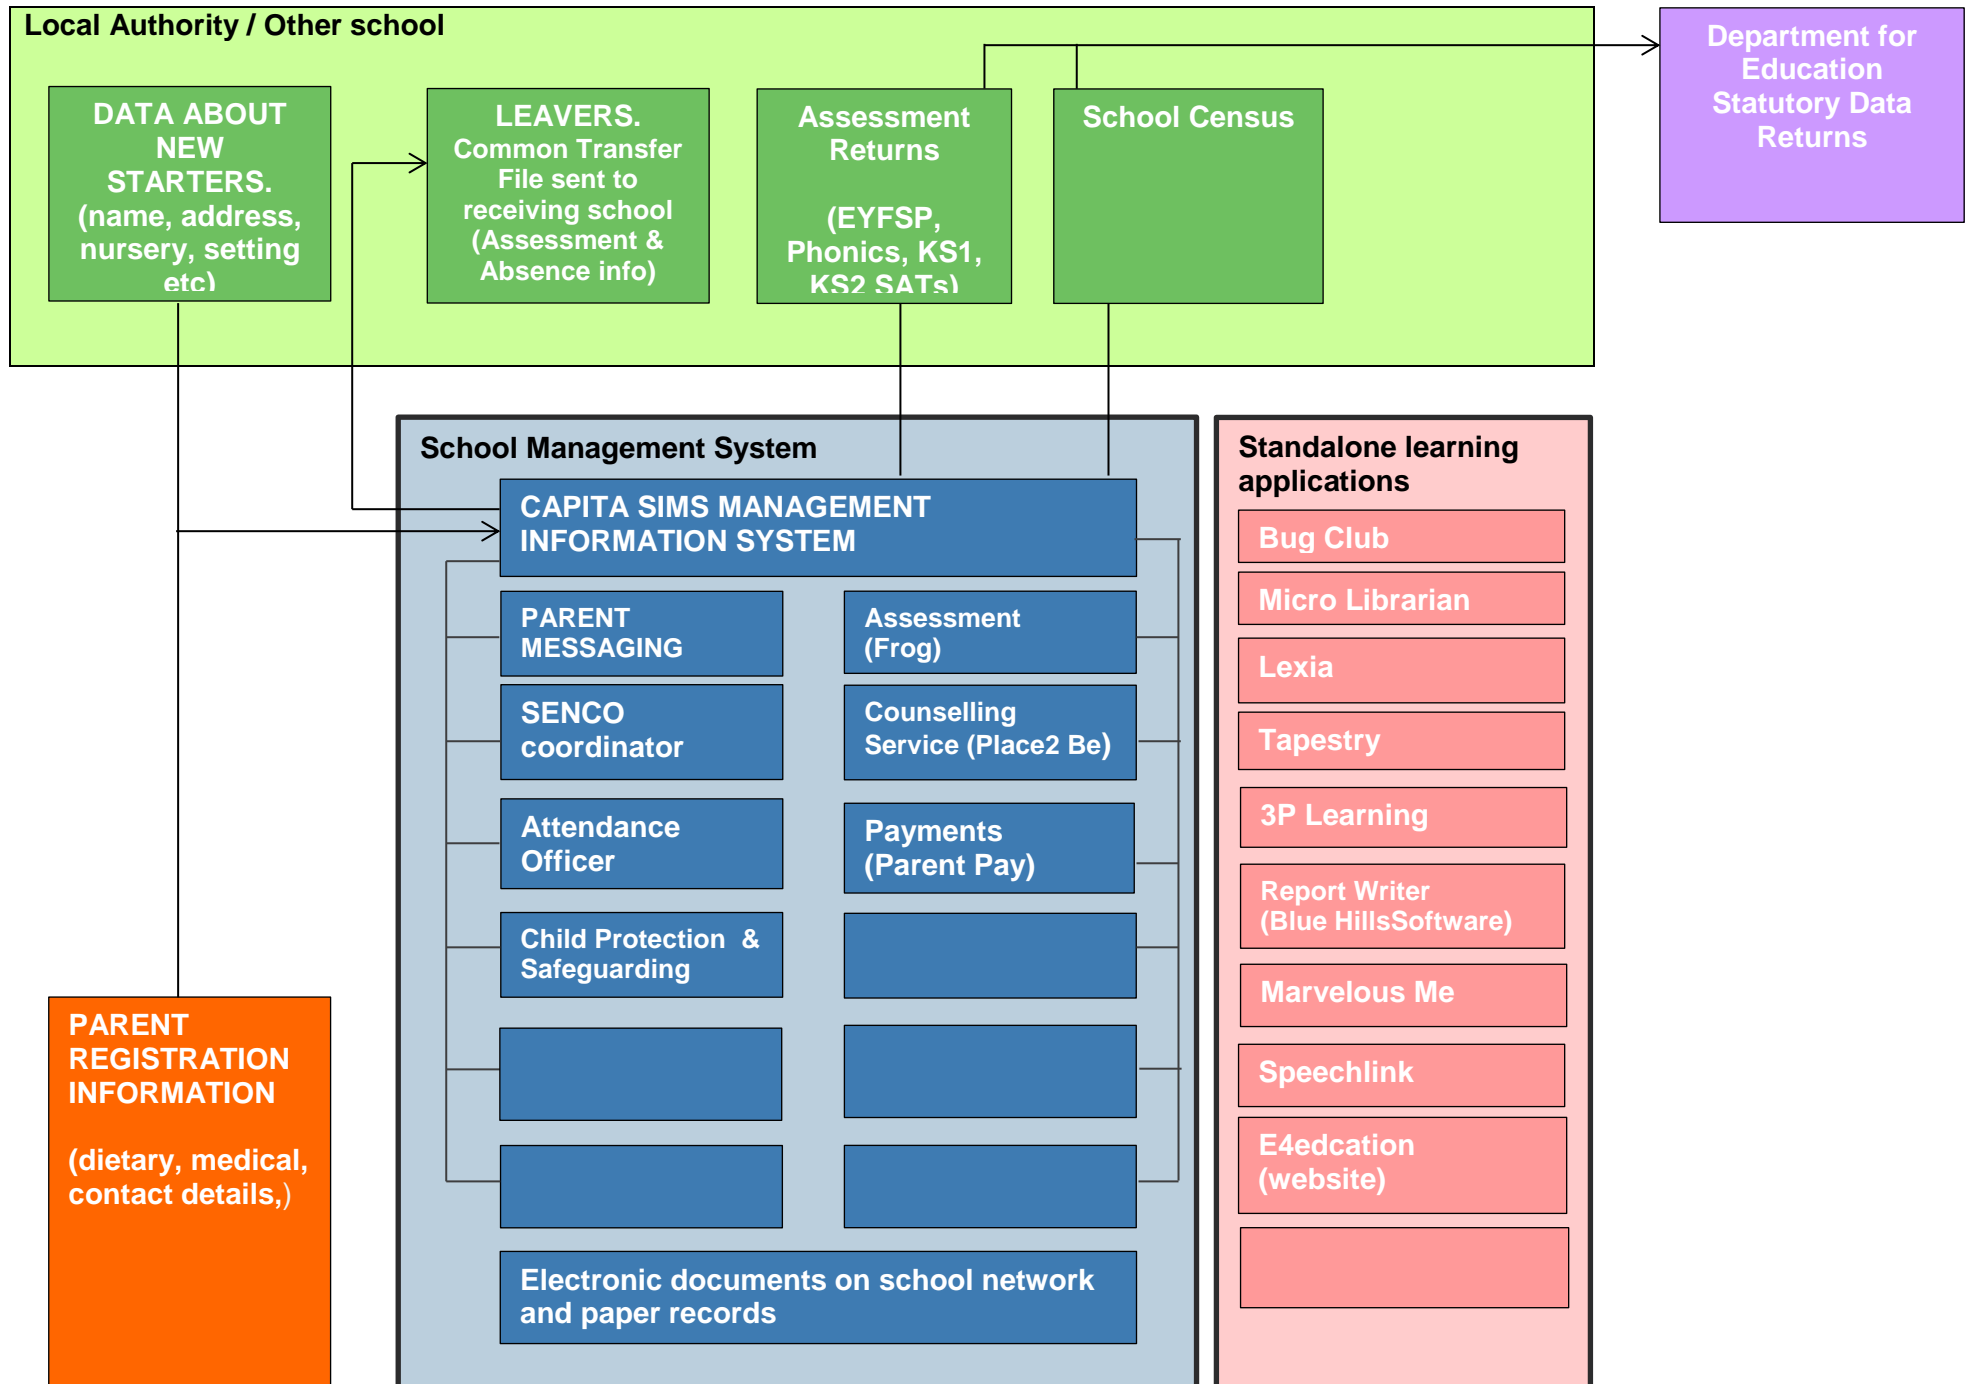 Local Authority / Other school
DATA ABOUT
NEW
STARTERS.
(name, address,
nursery, setting
etc)
LEAVERS.
Common Transfer
File sent to
receiving school
(Assessment &
Absence info)
Assessment
Returns
(EYFSP,
Phonics, KS1,
KS2 SATs)
School Census
Department for
Education
Statutory Data
Returns
School Management System
CAPITA SIMS MANAGEMENT
INFORMATION SYSTEM
PARENT
MESSAGING
SENCO
coordinator
Attendance
Officer
Child Protection  &
Safeguarding
Assessment
(Frog)
Counselling
Service (Place2 Be)
Payments
(Parent Pay)
Electronic documents on school network
and paper records
Standalone learning
applications
Bug Club
Micro Librarian
Lexia
Tapestry
3P Learning
Report Writer
(Blue HillsSoftware)
Marvelous Me
Speechlink
E4edcation
(website)
PARENT
REGISTRATION
INFORMATION
(dietary, medical,
contact details,)